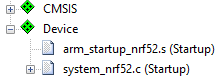 CMSIS
Device
arm_startup_nrf52.s (Startup)
system_nrf52.c (Startup)